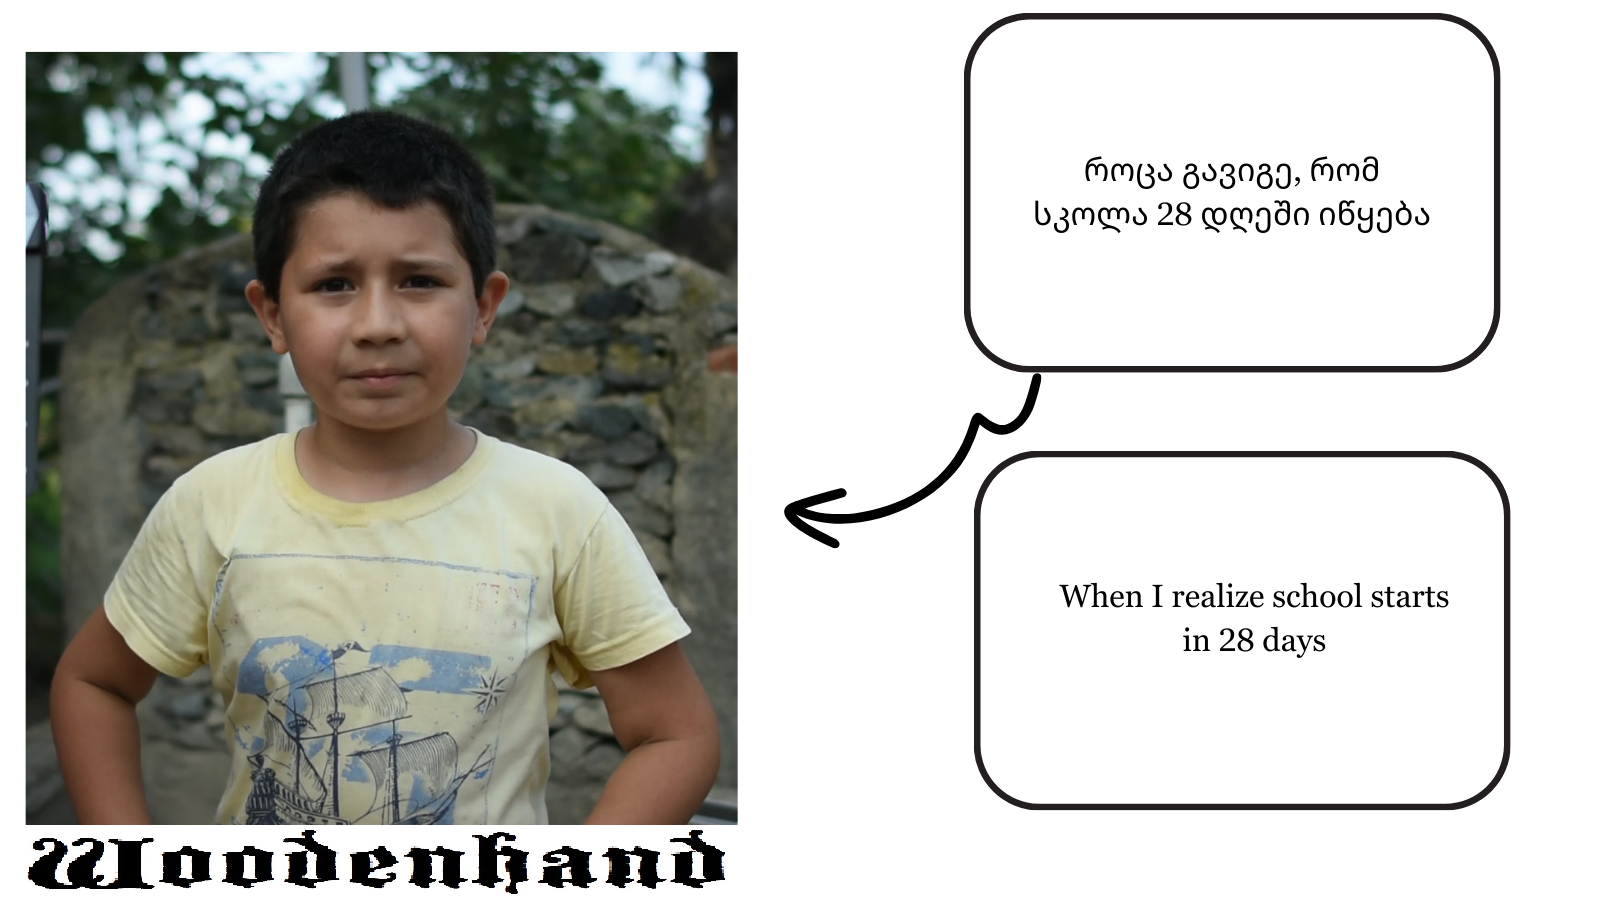 როცა გავიგე, რომ
სკოლა 28 დღეში იწყება
When I realize school starts
in 28 days
Woodenhand